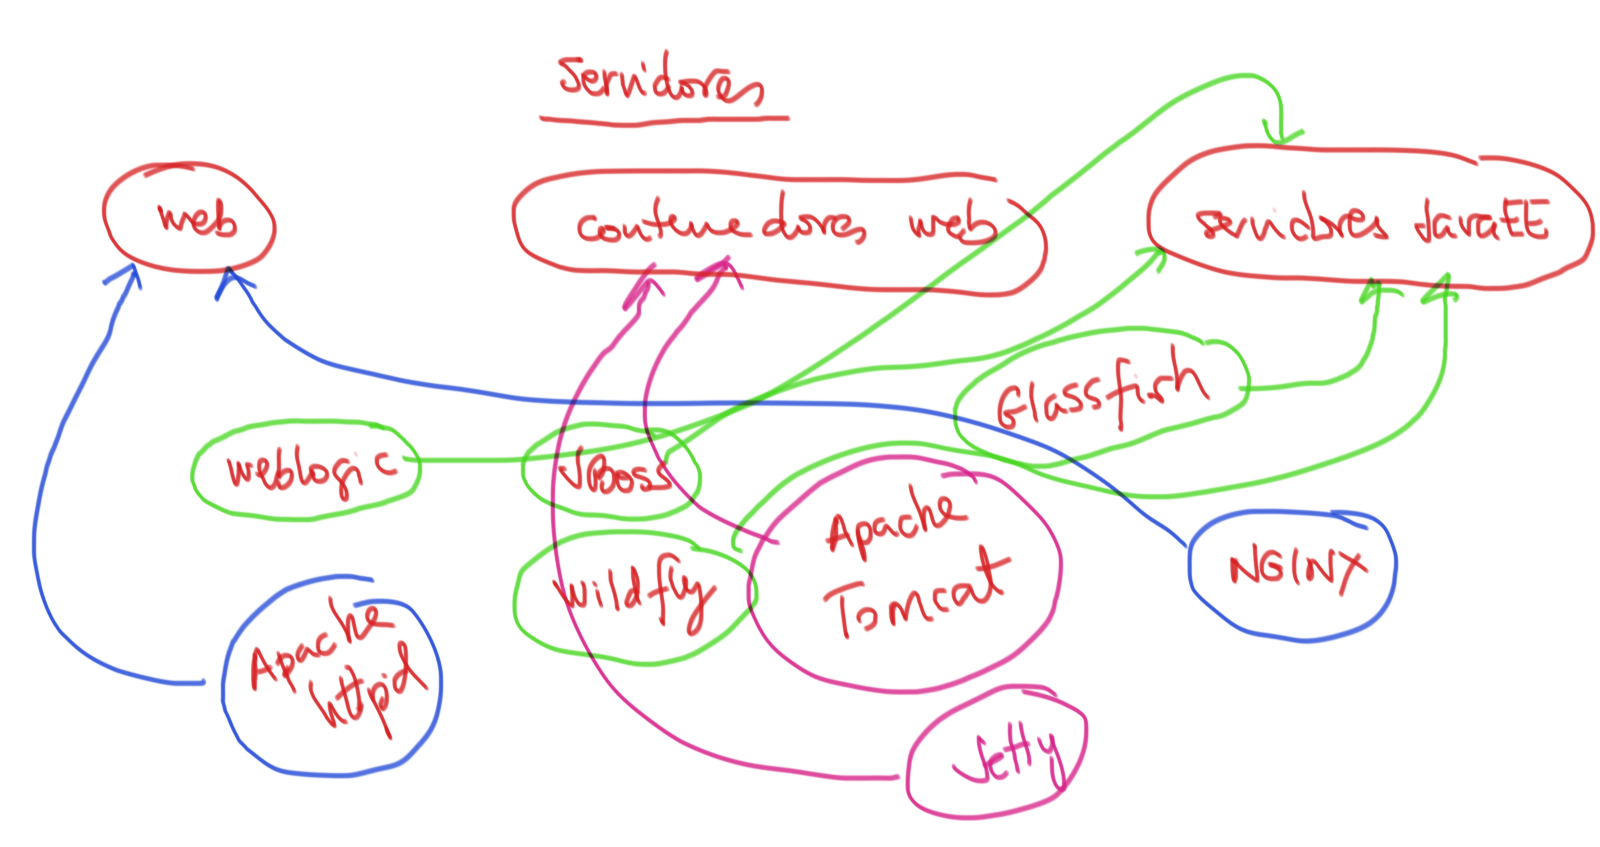 Servidores
web
contenedores web
servidores JavaEE
Glassfish
weblogic
JBoss
Apache
Tomcat
NGINX
Wildfly
Apache
httpd
Jetty